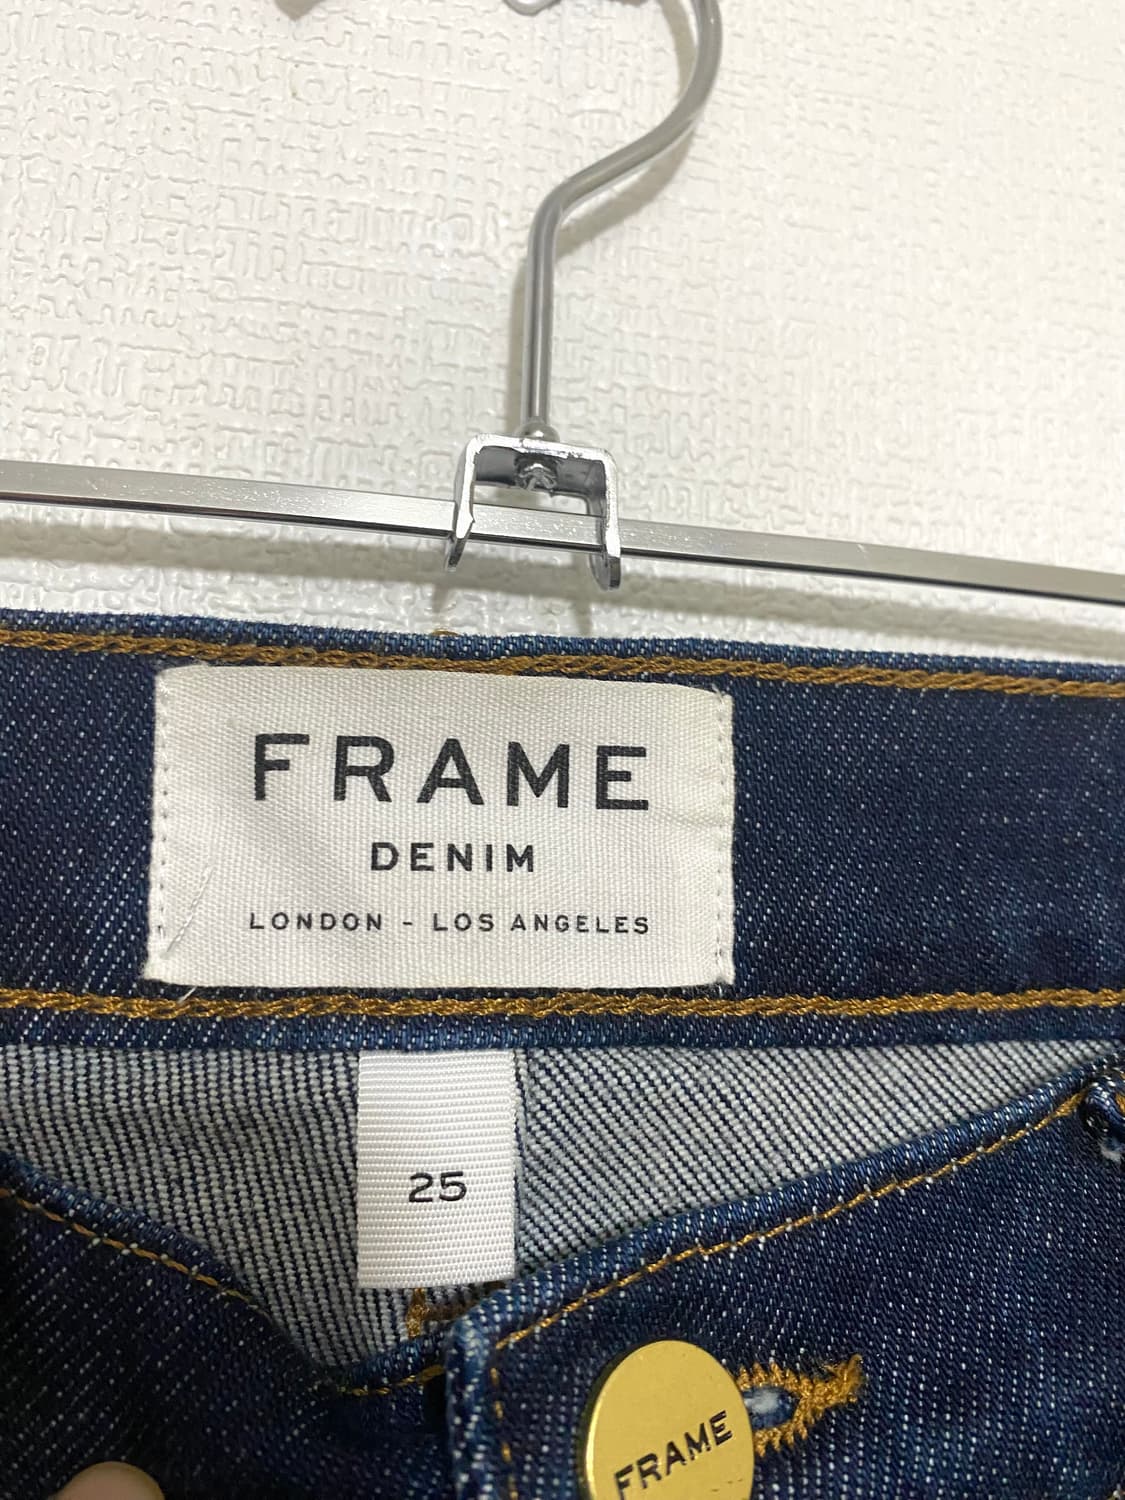 FRAME
DENIM
LONDON - LOS ANGELES
25
FRAME